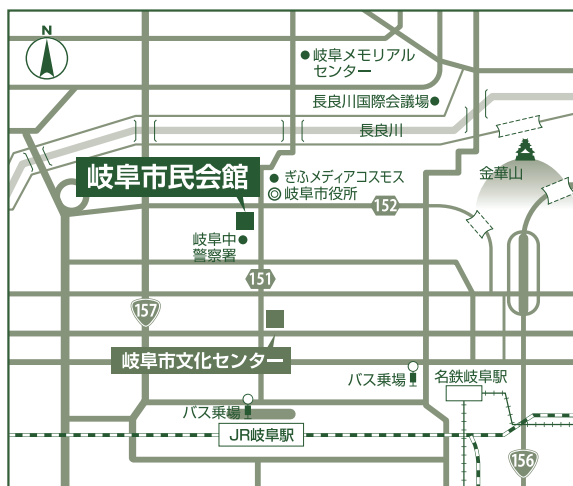 N
岐阜メモリアル
センター
長良川国際会議場
長良川
金華山
岐阜市民会館
ぎふメディアコスモス
岐阜市役所
152
岐阜中
警察署
151
157
岐阜市文化センター
バス乗場
名鉄岐阜駅
バス乗場
JR岐阜駅
156